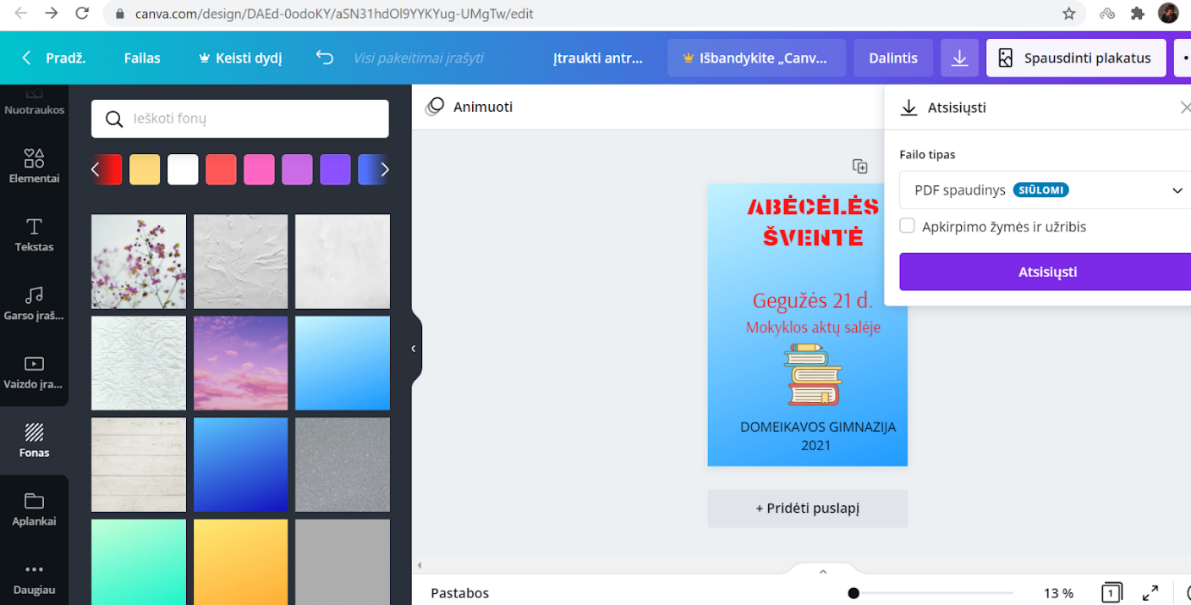 canva.com/design/DAEd-0odoKY/aSN31hdOl9YYKYug-UMgTw/edit
Pradž.
Failas
Keisti dydį
Visi pakeitimai įrašyti
Įtraukti antr...
Išbandykite „Canv...
Dalintis
Spausdinti plakatus
Nuotraukos
Elementai
Tekstas
Garso įraš...
Vaizdo įra...
Fonas
Aplankai
Daugiau
Ieškoti fonų
Animuoti
Atsisiųsti
Failo tipas
PDF spaudinys SIŪLOMI
Apkirpimo žymės ir užribis
Atsisiųsti
ABĖCĖLĖS
ŠVENTĖ
Gegužės 21 d.
Mokyklos aktų salėje
DOMEIKAVOS GIMNAZIJA
2021
+ Pridėti puslapį
Pastabos
13 %
1